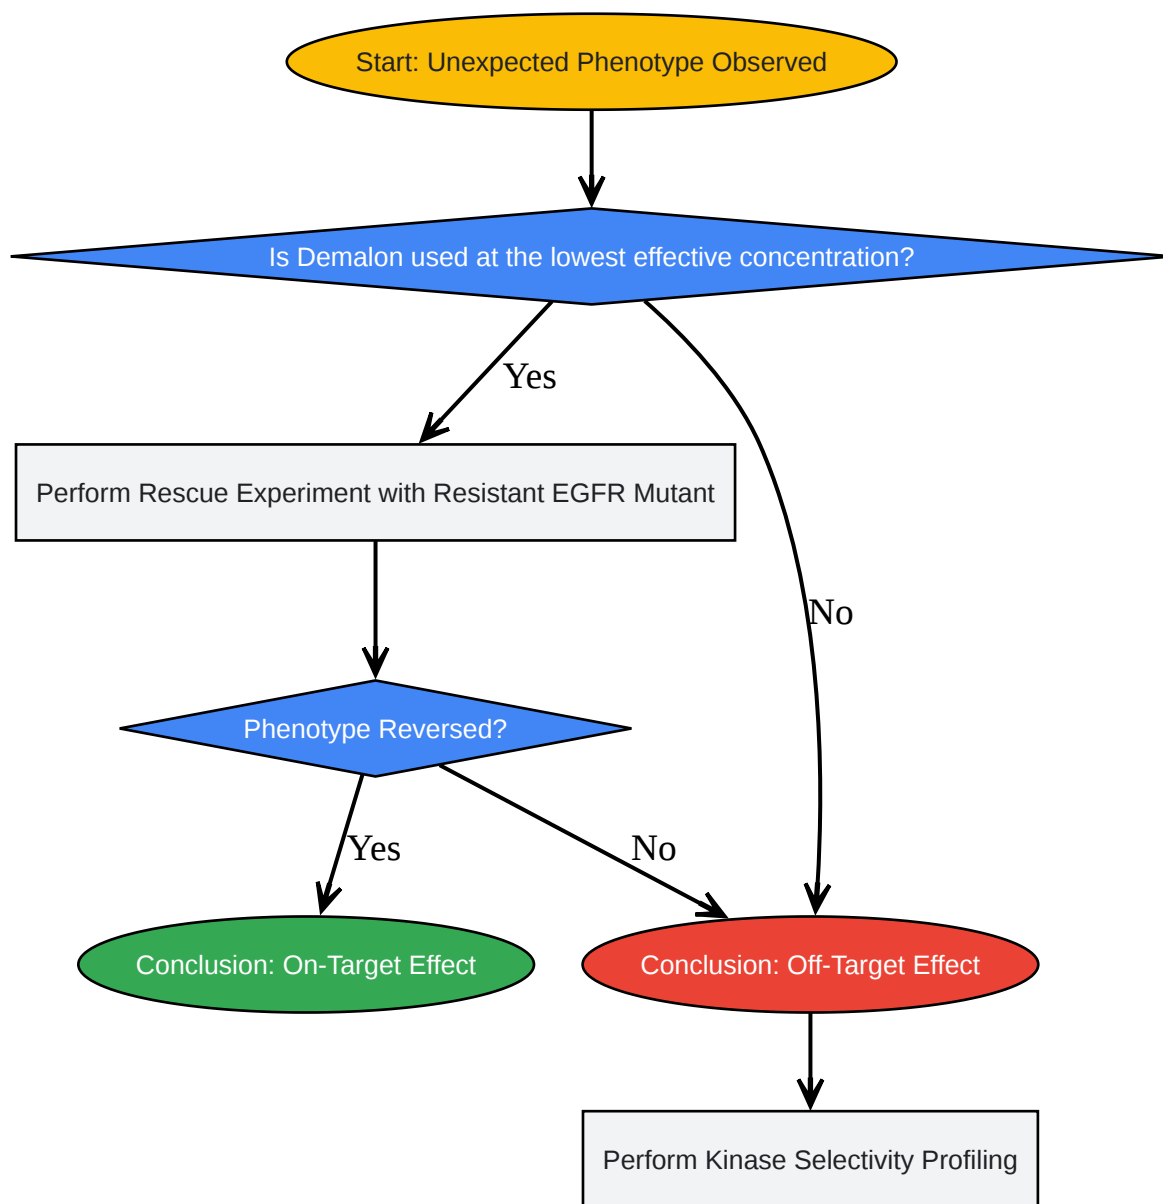 Start: Unexpected Phenotype Observed
Is Demalon used at the lowest effective concentration?
Yes
Perform Rescue Experiment with Resistant EGFR Mutant
No
Phenotype Reversed?
Yes
No
Conclusion: On-Target Effect
Conclusion: Off-Target Effect
Perform Kinase Selectivity Profiling